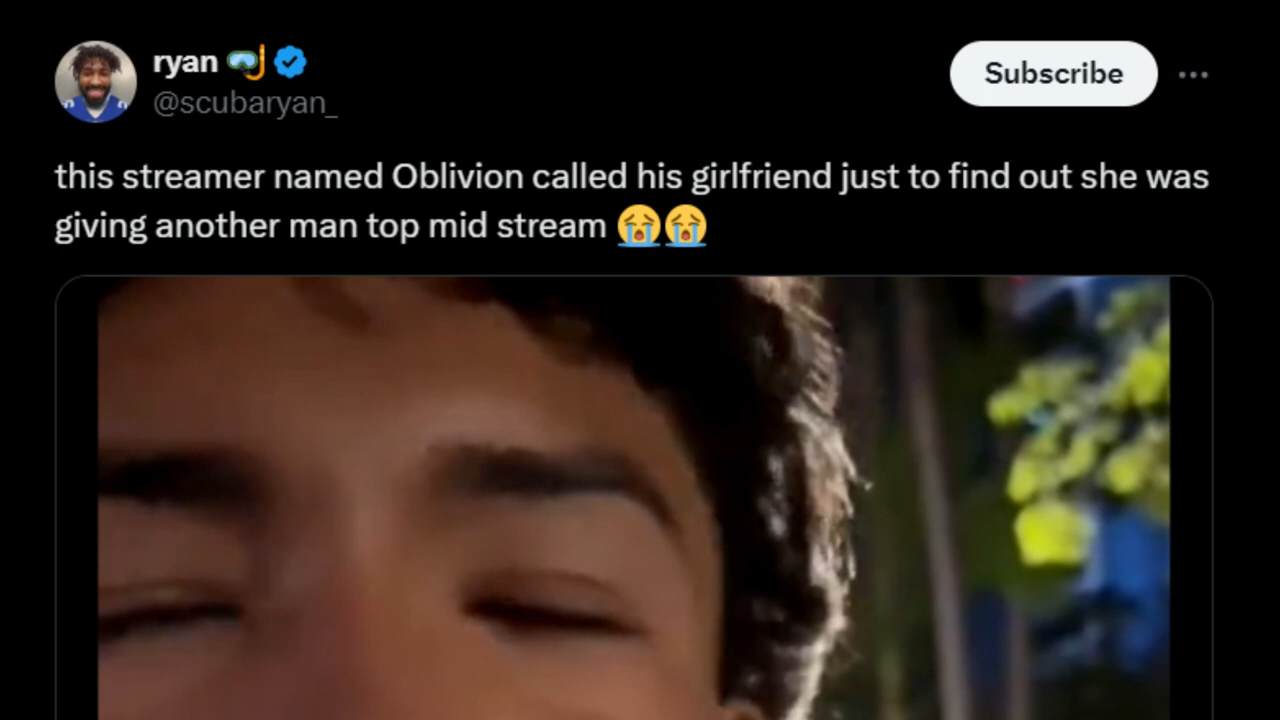 ryan 🤿
Subscribe
@scubaryan_
this streamer named Oblivion called his girlfriend just to find out she was
giving another man top mid stream 😭😭